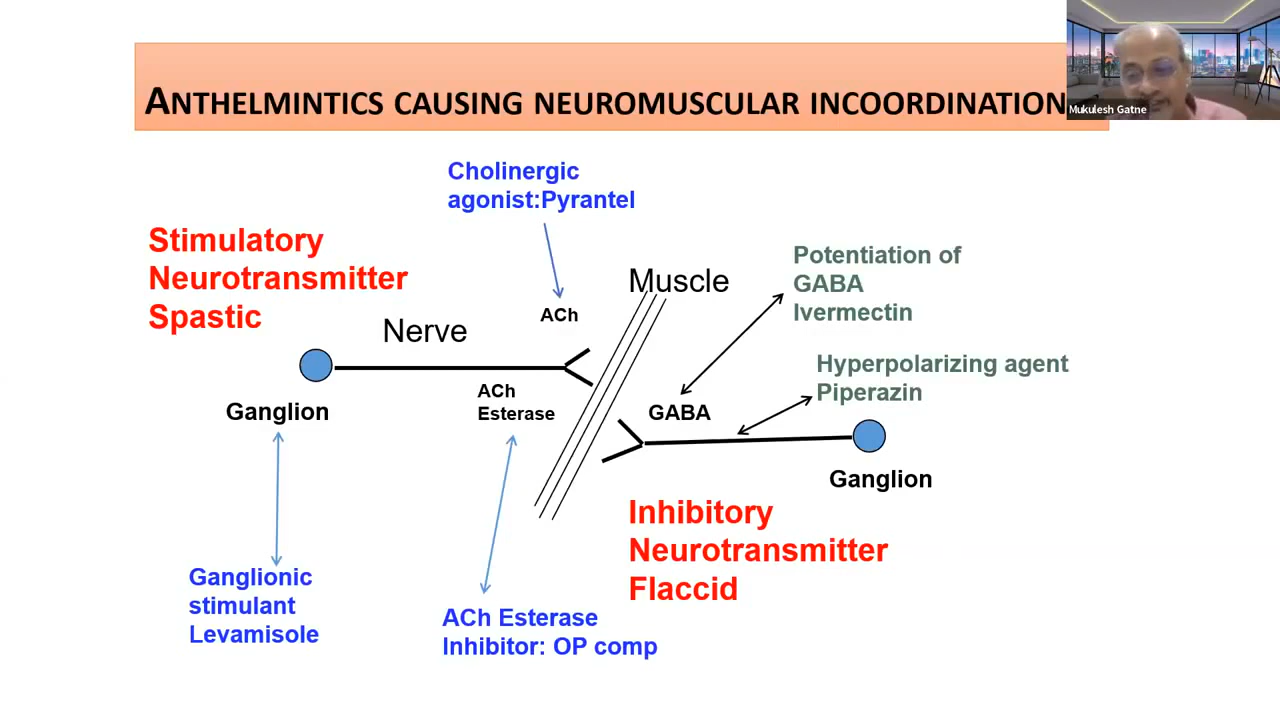 ANTHELMINTICS CAUSING NEUROMUSCULAR INCOORDINATION
Mukulesh Gatne
Cholinergic
agonist:Pyrantel
Stimulatory
Neurotransmitter
Spastic
Potentiation of
GABA
Ivermectin
Muscle
ACh
Nerve
Hyperpolarizing agent
Piperazin
ACh
Esterase
Ganglion
GABA
Ganglion
Inhibitory
Neurotransmitter
Flaccid
Ganglionic
stimulant
Levamisole
ACh Esterase
Inhibitor: OP comp